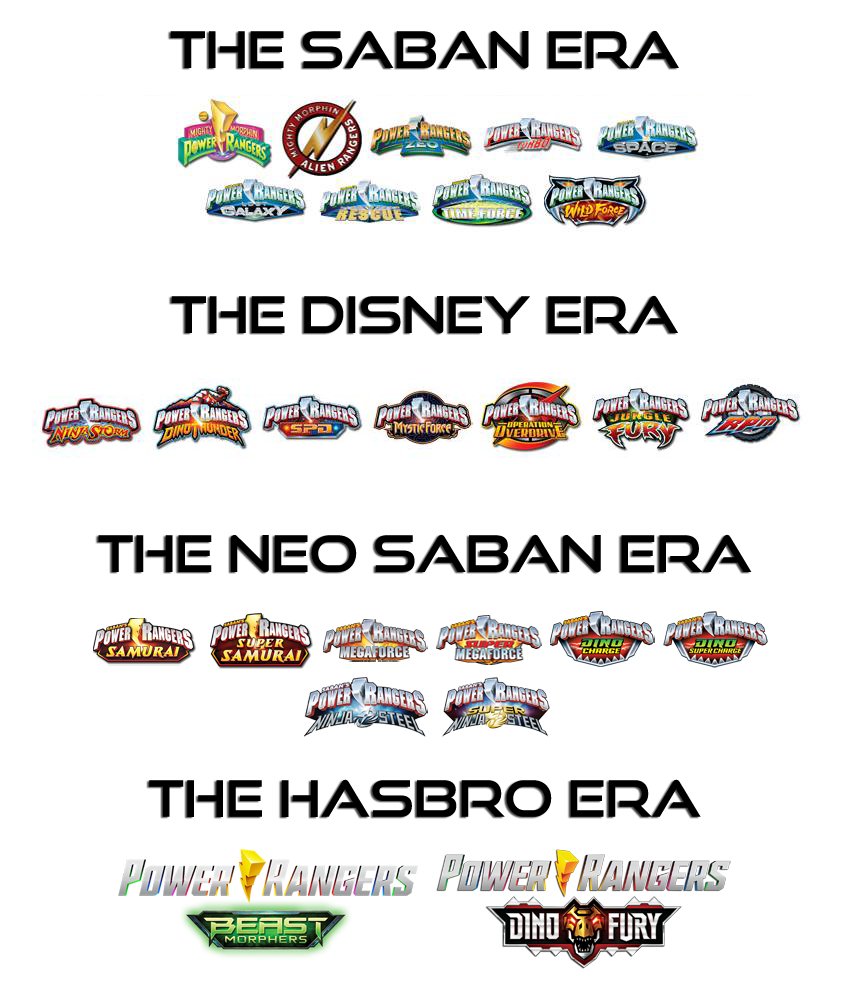 THE SABAN ERA
MIGHTY MORPHIN POWER RANGERS
MIGHTY MORPHIN ALIEN RANGERS
POWER RANGERS ZEO
POWER RANGERS TURBO
POWER RANGERS SPACE
POWER RANGERS GALAXY
POWER RANGERS RESCUE
POWER RANGERS TIME FORCE
POWER RANGERS WILD FORCE
THE DISNEY ERA
POWER RANGERS NINJA STORM
POWER RANGERS DINO THUNDER
POWER RANGERS SPD
POWER RANGERS MYSTIC FORCE
POWER RANGERS OPERATION OVERDRIVE
POWER RANGERS JUNGLE FURY
POWER RANGERS RPM
THE NEO SABAN ERA
POWER RANGERS SAMURAI
POWER RANGERS SUPER SAMURAI
POWER RANGERS MEGAFORCE
POWER RANGERS SUPER MEGAFORCE
POWER RANGERS DINO CHARGE
POWER RANGERS DINO SUPER CHARGE
SABAN'S POWER RANGERS NINJA STEEL
SABAN'S POWER RANGERS SUPER NINJA STEEL
THE HASBRO ERA
POWER RANGERS BEAST MORPHERS
POWER RANGERS DINO FURY